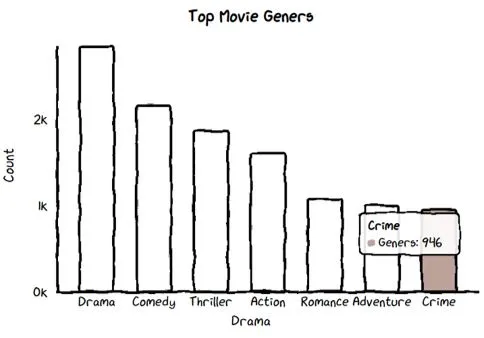 Top Movie Geners
Count
2k
1k
0k
Crime
Geners: 946
Drama Comedy Thriller Action Romance Adventure Crime
Drama